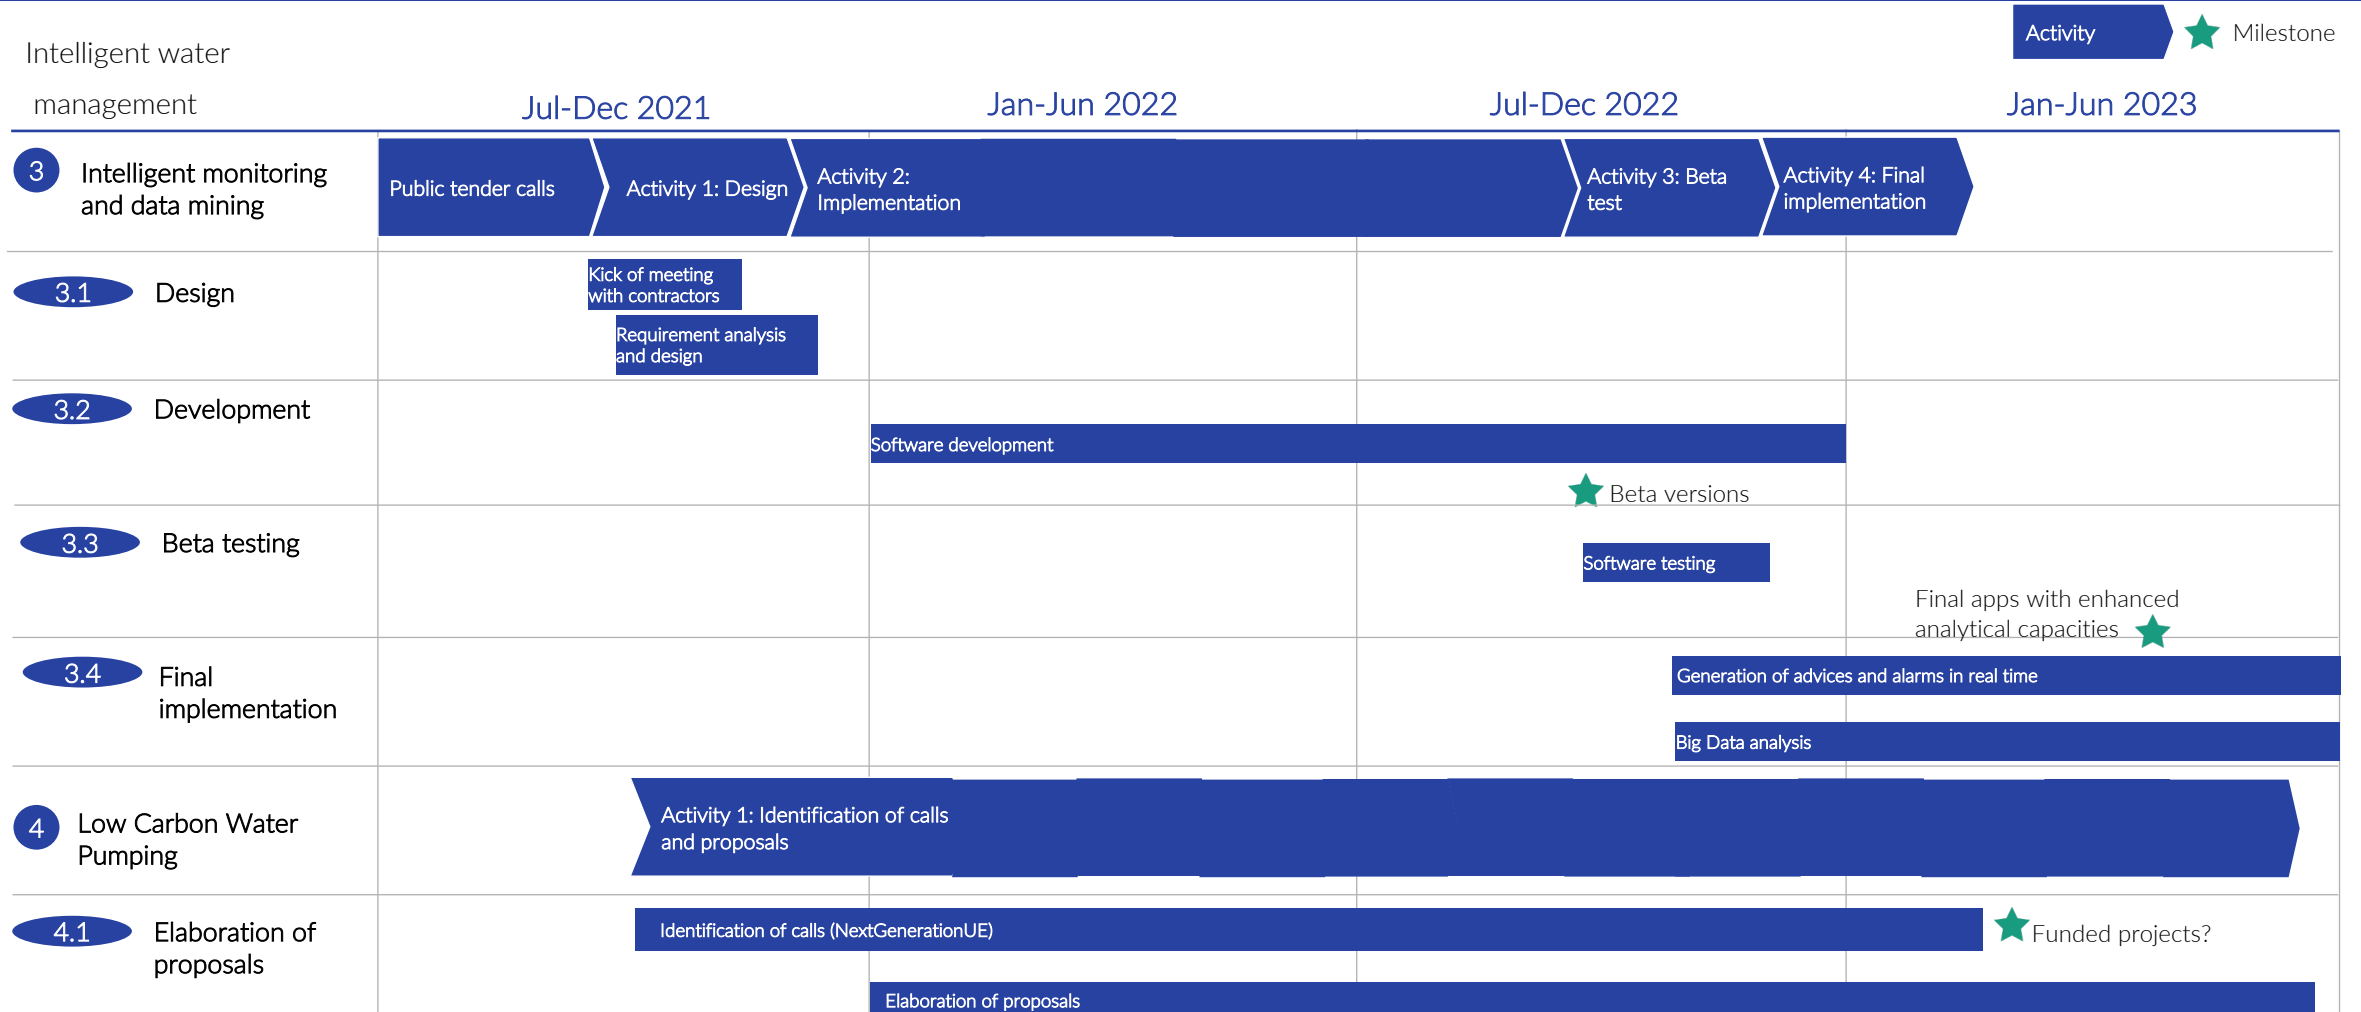 Activity
Milestone
Intelligent water
management
Jul-Dec 2021
Jan-Jun 2022
Jul-Dec 2022
Jan-Jun 2023
3
Intelligent monitoring
and data mining
Public tender calls
Activity 1: Design
Activity 2:
Implementation
Activity 3: Beta
test
Activity 4: Final
implementation
3.1
Design
Kick of meeting
with contractors
Requirement analysis
and design
3.2
Development
Software development
Beta versions
3.3
Beta testing
Software testing
Final apps with enhanced
analytical capacities
3.4
Final
implementation
Generation of advices and alarms in real time
Big Data analysis
4
Low Carbon Water
Pumping
Activity 1: Identification of calls
and proposals
4.1
Elaboration of
proposals
Identification of calls (NextGenerationUE)
Funded projects?
Elaboration of proposals